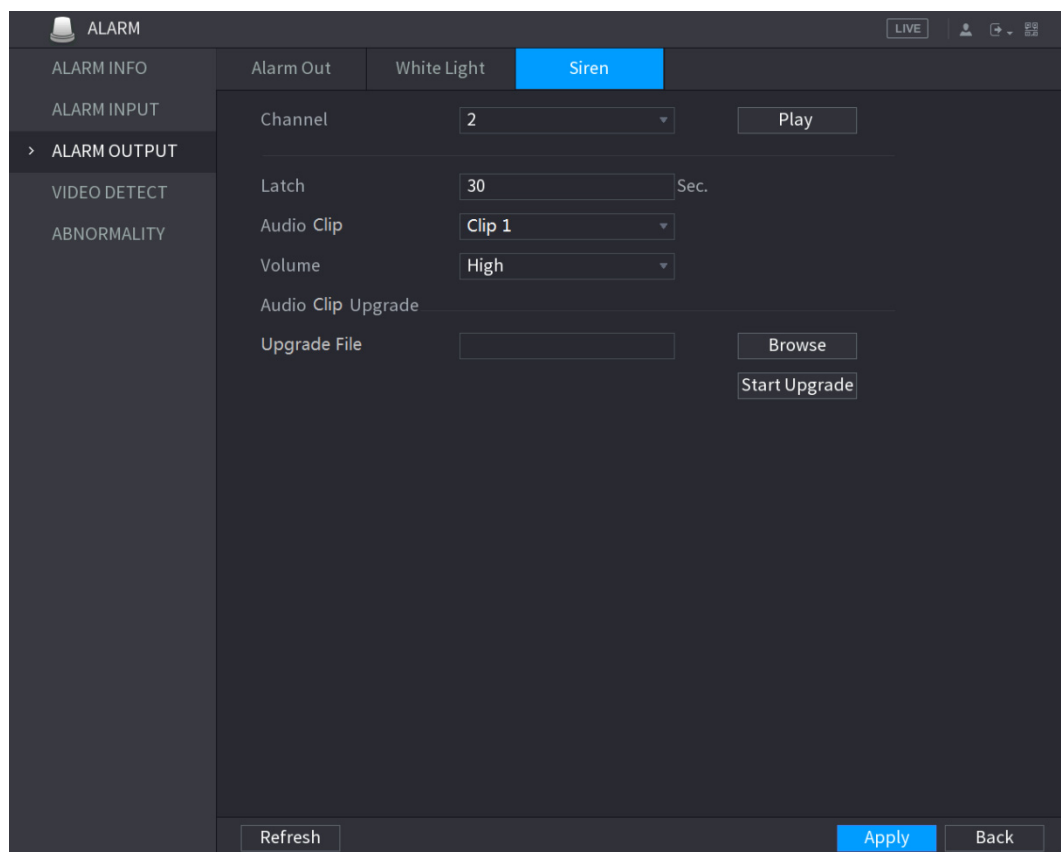 ALARM
LIVE
ALARM INFO
ALARM INPUT
> ALARM OUTPUT
VIDEO DETECT
ABNORMALITY
Alarm Out White Light Siren
Channel 2 Play
Latch 30 Sec.
Audio Clip Clip 1
Volume High
Audio Clip Upgrade
Upgrade File Browse
Start Upgrade
Refresh Apply Back